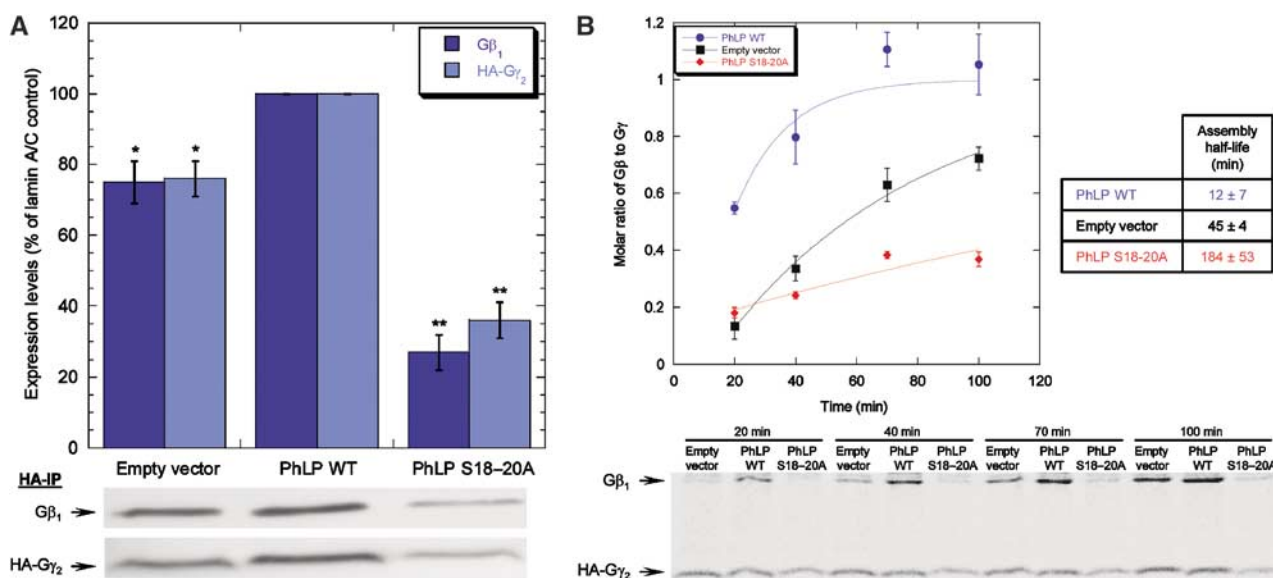 A
Expression levels (% of lamin A/C control)
120
100
80
60
40
20
0
Gβ1
HA-Gγ2
* *
** **
Empty vector PhLP WT PhLP S18–20A
HA-IP
Gβ1
HA-Gγ2
B
Molar ratio of Gβ to Gγ
1.2
1
0.8
0.6
0.4
0.2
0
PhLP WT
Empty vector
PhLP S18-20A
0 20 40 60 80 100 120
Time (min)
Assembly
half-life
(min)
PhLP WT 12 ± 7
Empty vector 45 ± 4
PhLP S18-20A 184 ± 53
20 min 40 min 70 min 100 min
Empty PhLP PhLP Empty PhLP PhLP Empty PhLP PhLP Empty PhLP PhLP
vector WT S18–20A vector WT S18–20A vector WT S18–20A vector WT S18–20A
Gβ1
HA-Gγ2